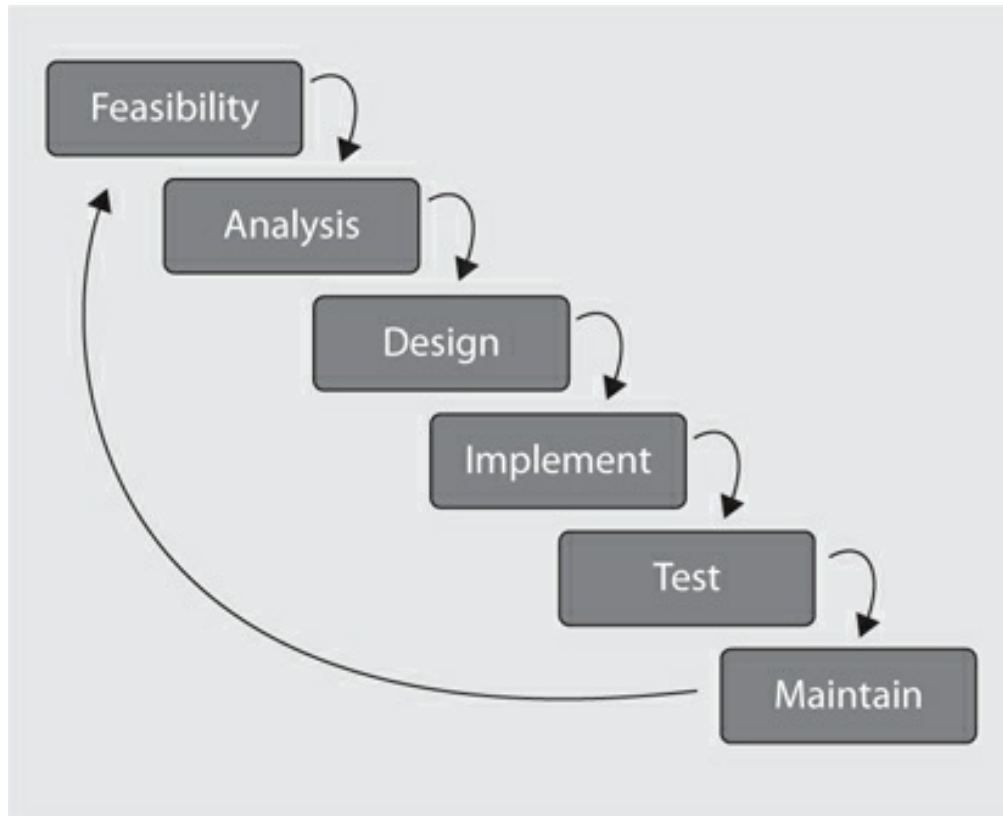 Feasibility
Analysis
Design
Implement
Test
Maintain